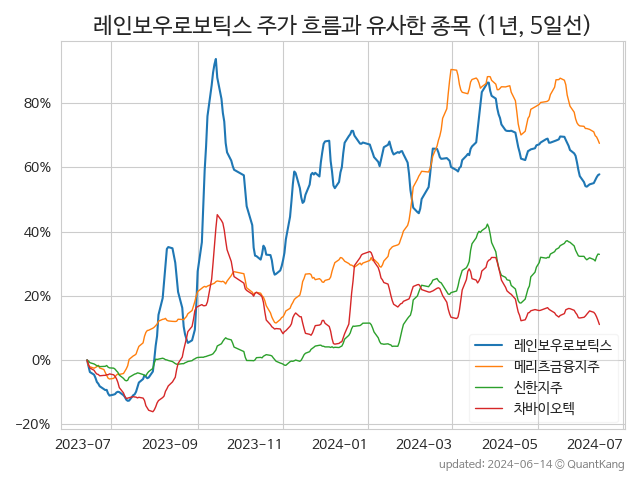 레인보우로보틱스 주가 흐름과 유사한 종목 (1년, 5일선)
80%
60%
40%
20%
0%
−20%
2023-07 2023-09 2023-11 2024-01 2024-03 2024-05 2024-07
레인보우로보틱스
메리츠금융지주
신한지주
차바이오텍
updated: 2024-06-14 © QuantKang